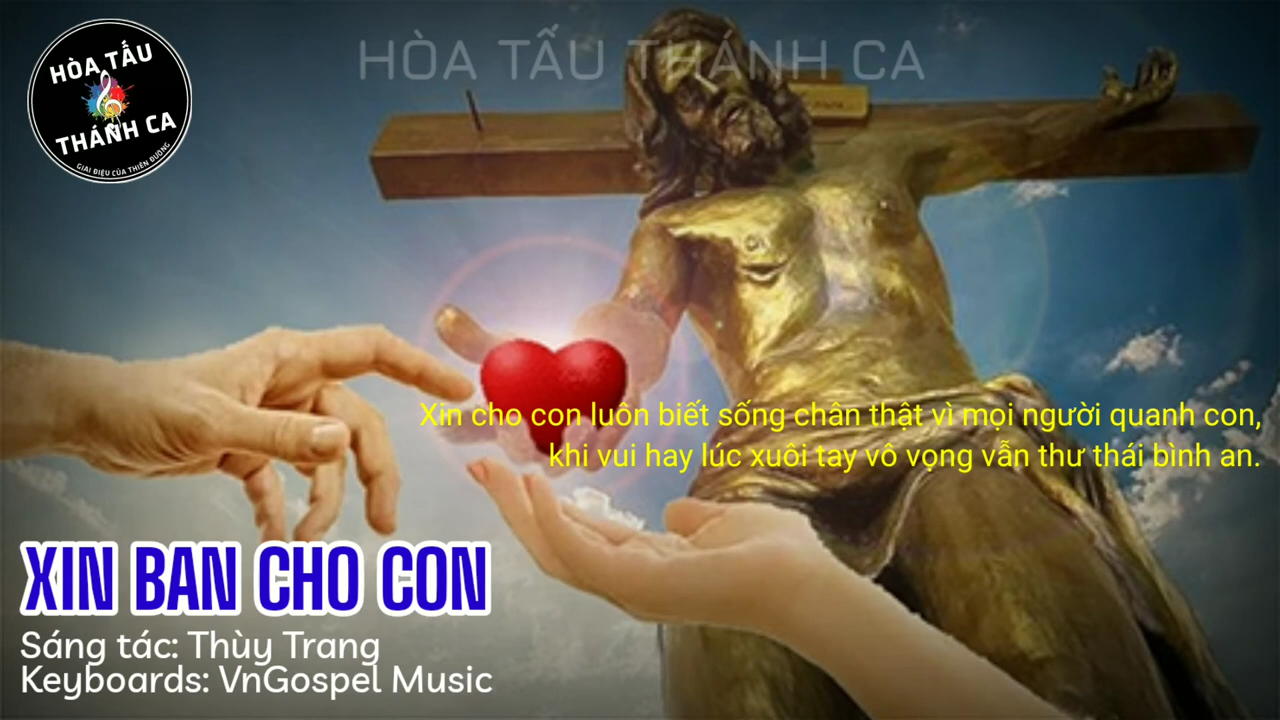 HÒA TẤU
THÁNH CA
GIAI ĐIỆU CỦA THIÊN ĐƯỜNG
HÒA TẤU THÁNH CA
Xin cho con luôn biết sống chân thật vì mọi người quanh con,
khi vui hay lúc xuôi tay vô vọng vẫn thư thái bình an.
XIN BAN CHO CON
Sáng tác: Thùy Trang
Keyboards: VnGospel Music